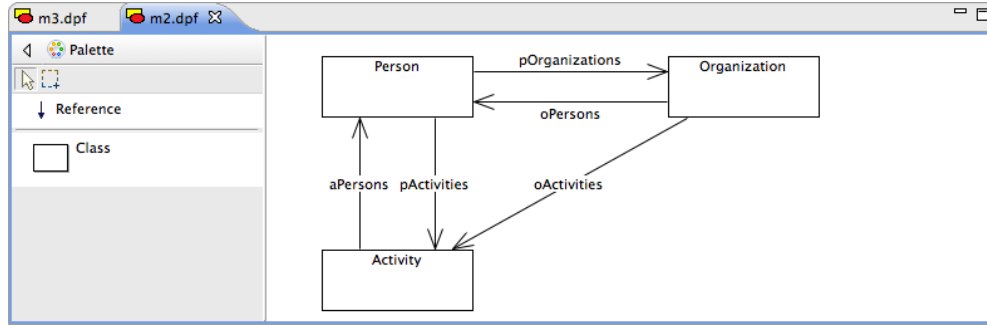 m3.dpf
m2.dpf
Palette
Reference
Class
Person
pOrganizations
Organization
oPersons
aPersons
pActivities
oActivities
Activity